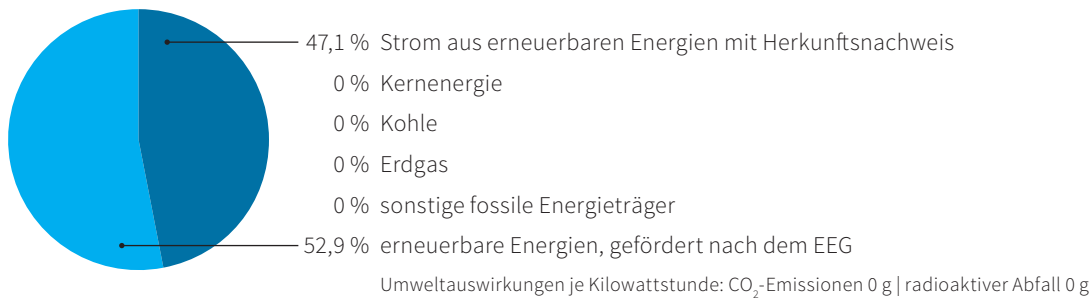 47,1 % Strom aus erneuerbaren Energien mit Herkunftsnachweis
0 % Kernenergie
0 % Kohle
0 % Erdgas
0 % sonstige fossile Energieträger
52,9 % erneuerbare Energien, gefördert nach dem EEG
Umweltauswirkungen je Kilowattstunde: CO₂-Emissionen 0 g | radioaktiver Abfall 0 g